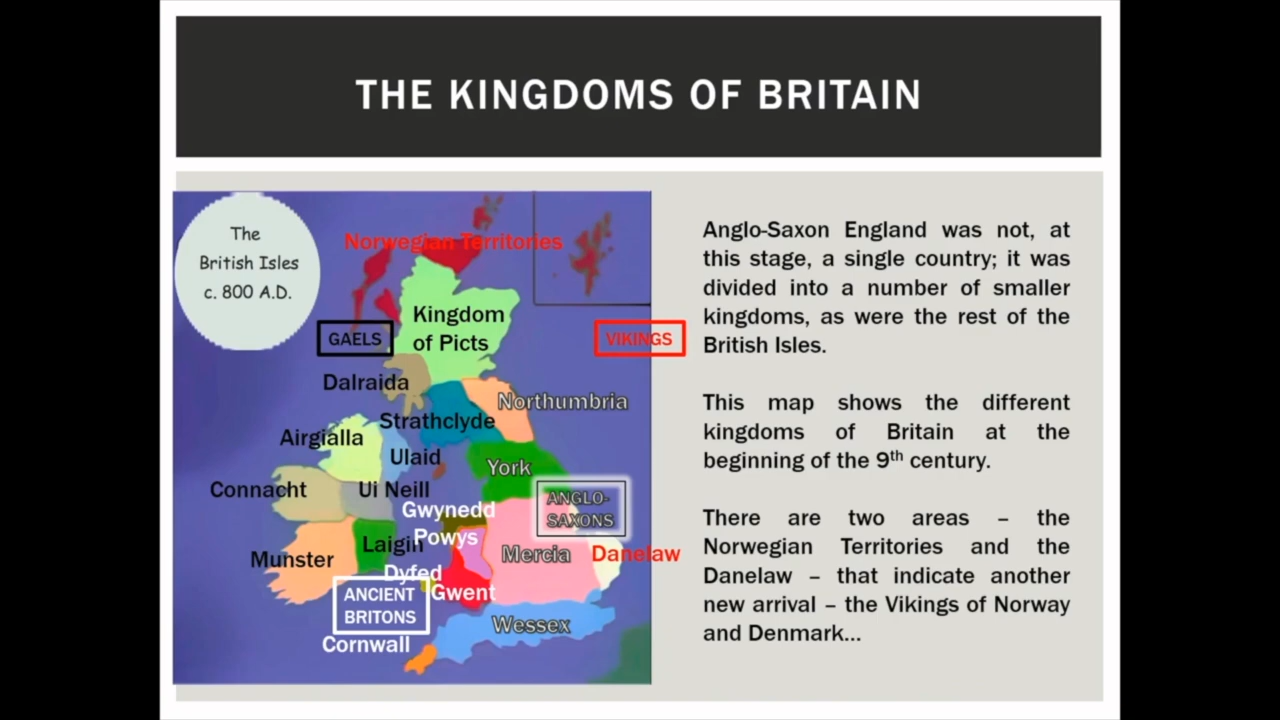 THE KINGDOMS OF BRITAIN
The
British Isles
c. 800 A.D.
Norwegian Territories
Kingdom
of Picts
GAELS
VIKINGS
Dalraida
Northumbria
Strathclyde
Airgialla
Ulaid
York
Connacht
Ui Neill
ANGLO-
SAXONS
Gwynedd
Powys
Laigin
Munster
Mercia
Danelaw
Dyfed
Gwent
ANCIENT
BRITONS
Wessex
Cornwall
Anglo-Saxon England was not, at
this stage, a single country; it was
divided into a number of smaller
kingdoms, as were the rest of the
British Isles.
This map shows the different
kingdoms of Britain at the
beginning of the 9th century.
There are two areas – the
Norwegian Territories and the
Danelaw – that indicate another
new arrival – the Vikings of Norway
and Denmark...